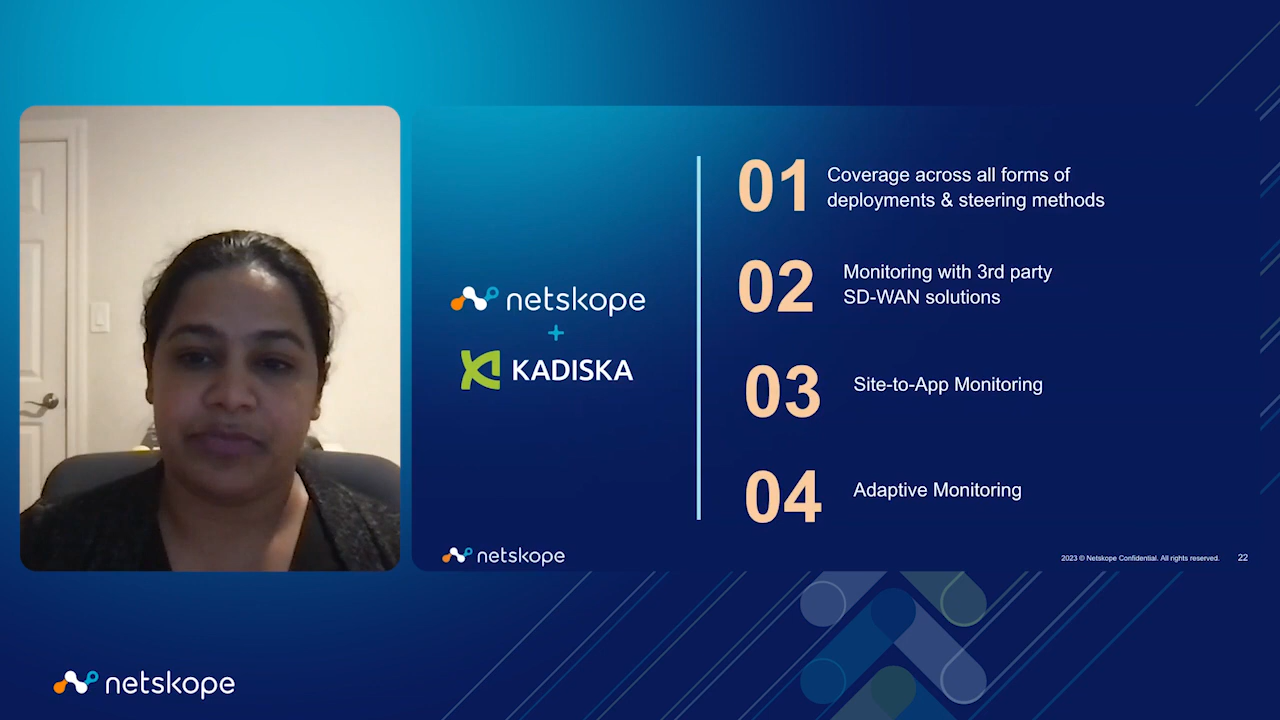 netskope
+
KADISKA
01
Coverage across all forms of
deployments & steering methods
02
Monitoring with 3rd party
SD-WAN solutions
03
Site-to-App Monitoring
04
Adaptive Monitoring
netskope
2023 © Netskope Confidential. All rights reserved.
22
netskope